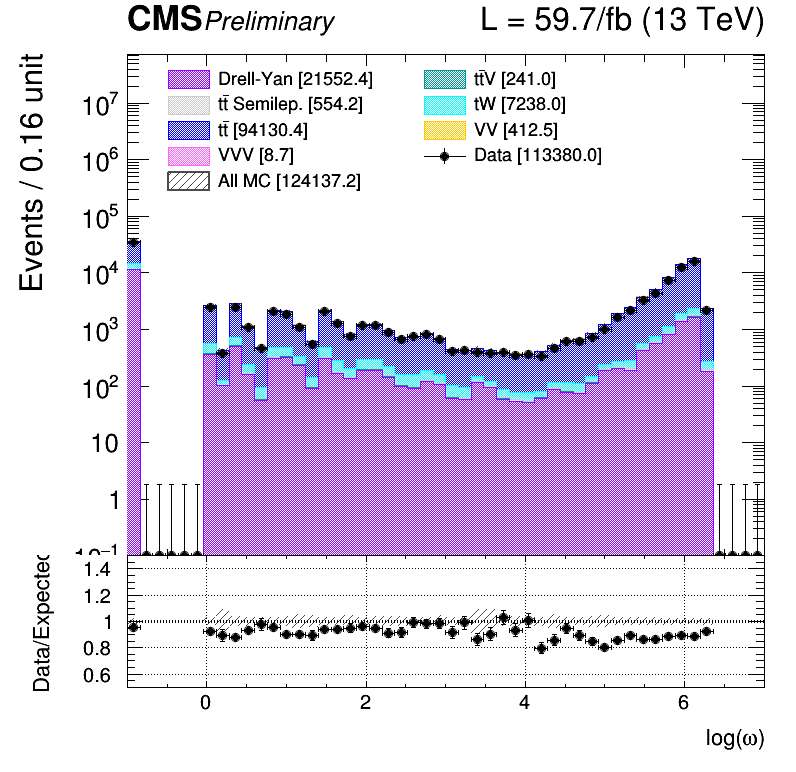 CMS Preliminary L = 59.7/fb (13 TeV)
Events / 0.16 unit
Drell-Yan [21552.4]
tt̄ Semilep. [554.2]
tt̄ [94130.4]
VVV [8.7]
All MC [124137.2]
tt̄V [241.0]
tW [7238.0]
VV [412.5]
Data [113380.0]
10⁷
10⁶
10⁵
10⁴
10³
10²
10
1
10⁻¹
Data/Expected
1.4
1.2
1
0.8
0.6
0 2 4 6
log(ω)